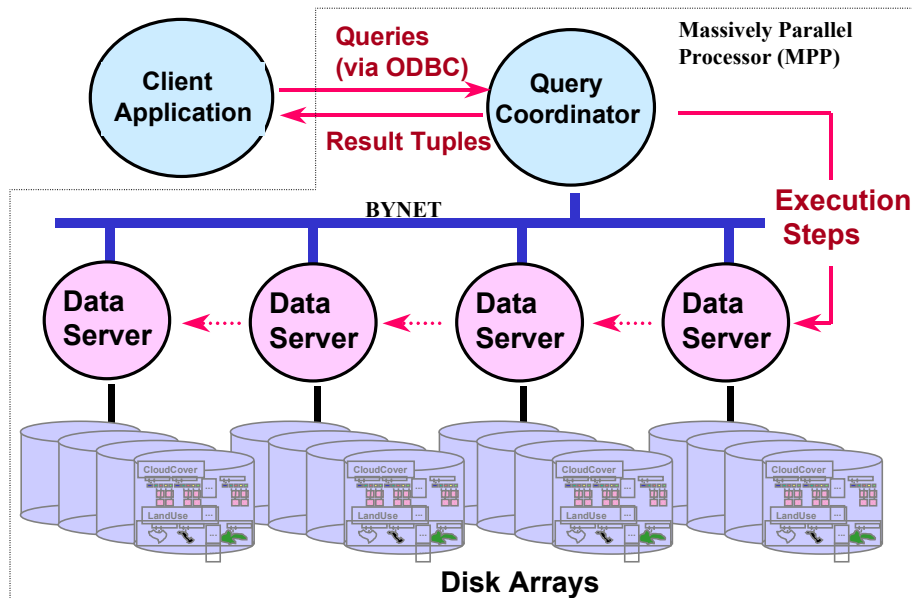 Queries
(via ODBC)
Massively Parallel
Processor (MPP)
Client
Application
Query
Coordinator
Result Tuples
Execution
Steps
BYNET
Data
Server
Data
Server
Data
Server
Data
Server
CloudCover
...
LandUse
...
CloudCover
...
LandUse
...
CloudCover
...
LandUse
...
CloudCover
...
LandUse
...
Disk Arrays